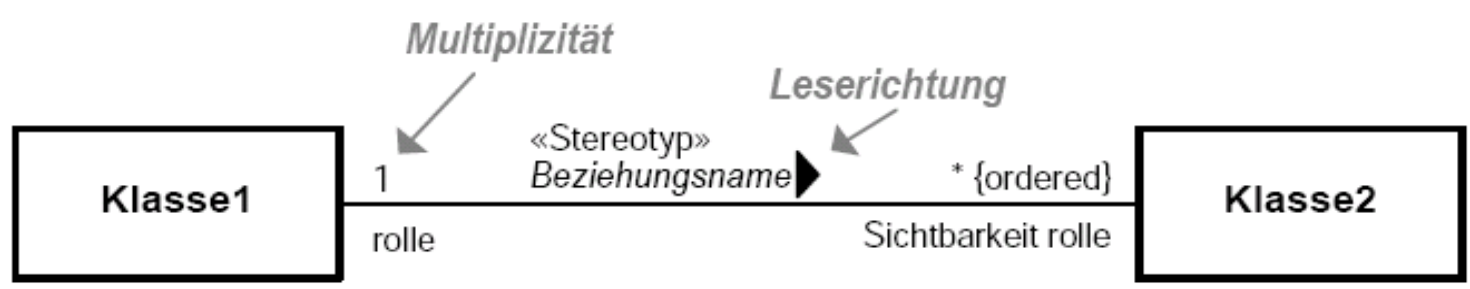 Multiplizität
Leserichtung
«Stereotyp»
Klasse1
1
Beziehungsname
* {ordered}
Klasse2
rolle
Sichtbarkeit rolle